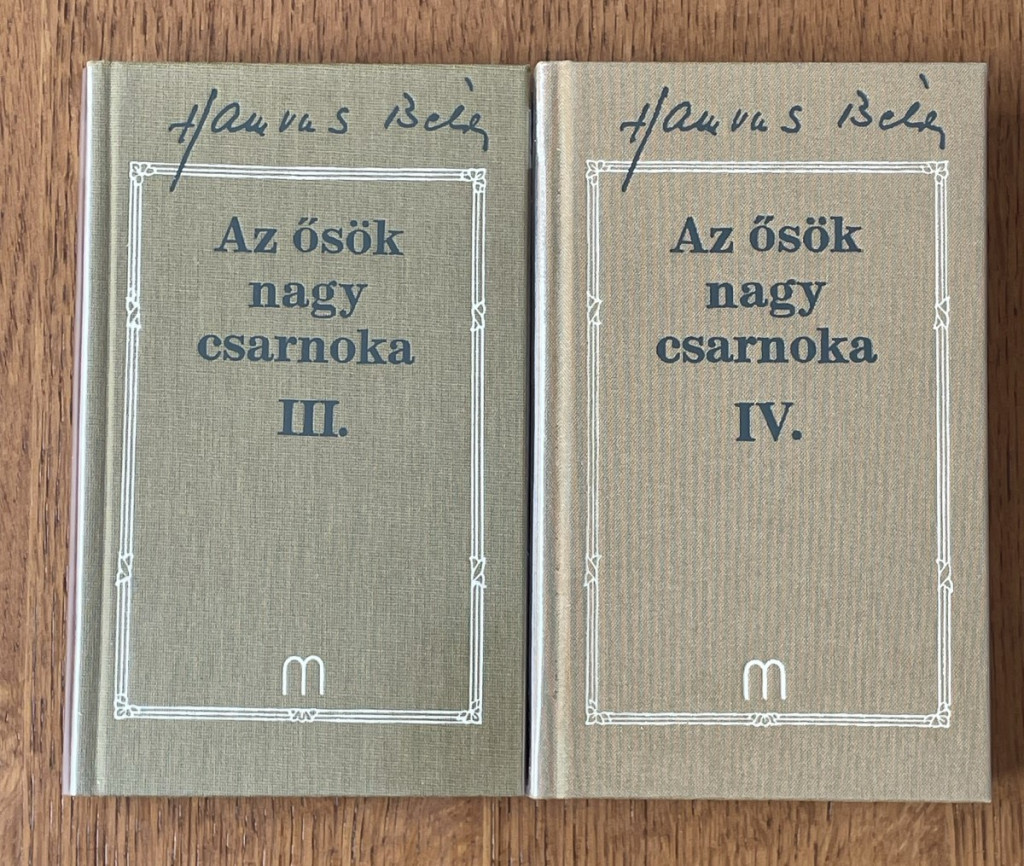 Hamvas Béla
Az ősök
nagy
csarnoka
III.
m
Hamvas Béla
Az ősök
nagy
csarnoka
IV.
m